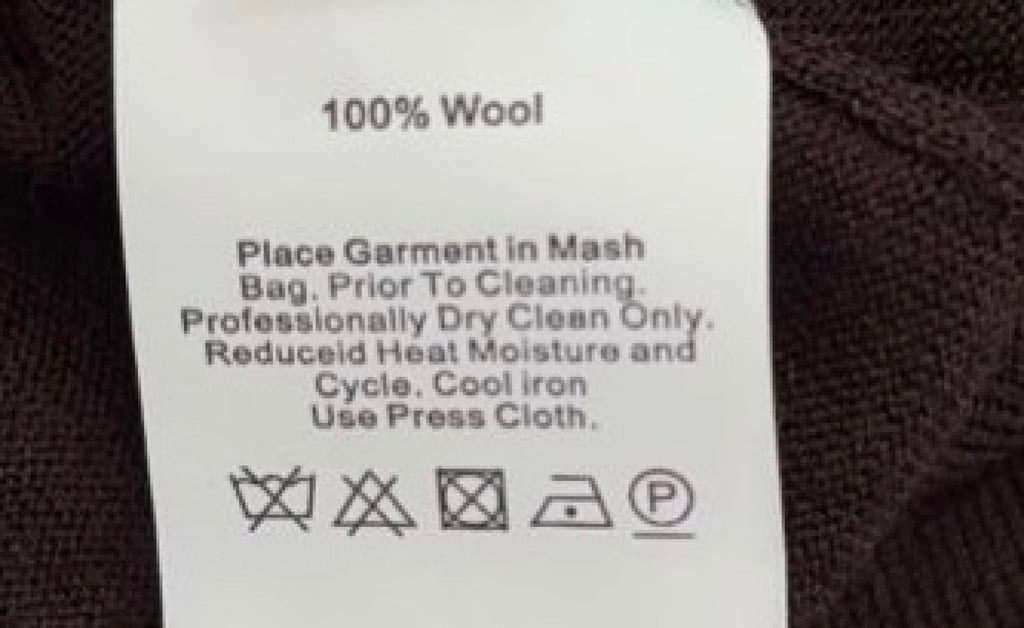 100% Wool
Place Garment in Mash
Bag. Prior To Cleaning.
Professionally Dry Clean Only.
Reduceid Heat Moisture and
Cycle. Cool iron
Use Press Cloth.
P